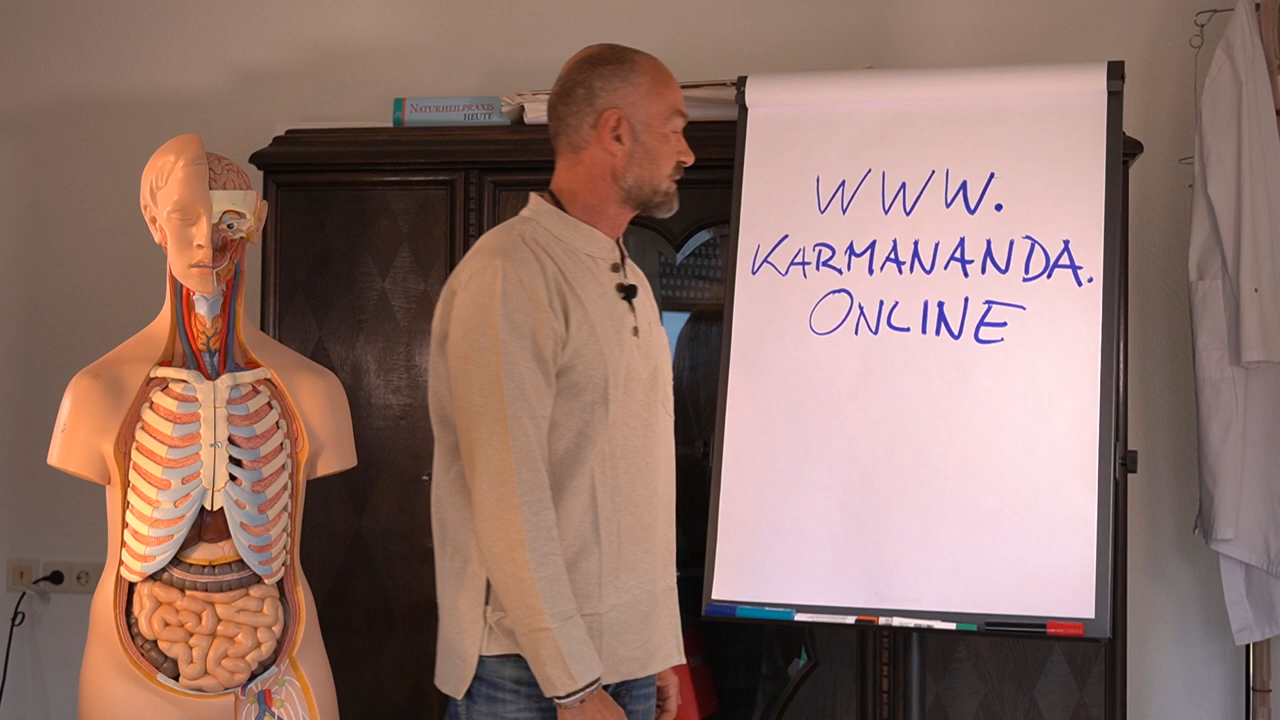 NATURHEILPRAXIS
HEUTE
WWW.
KARMANANDA.
ONLINE